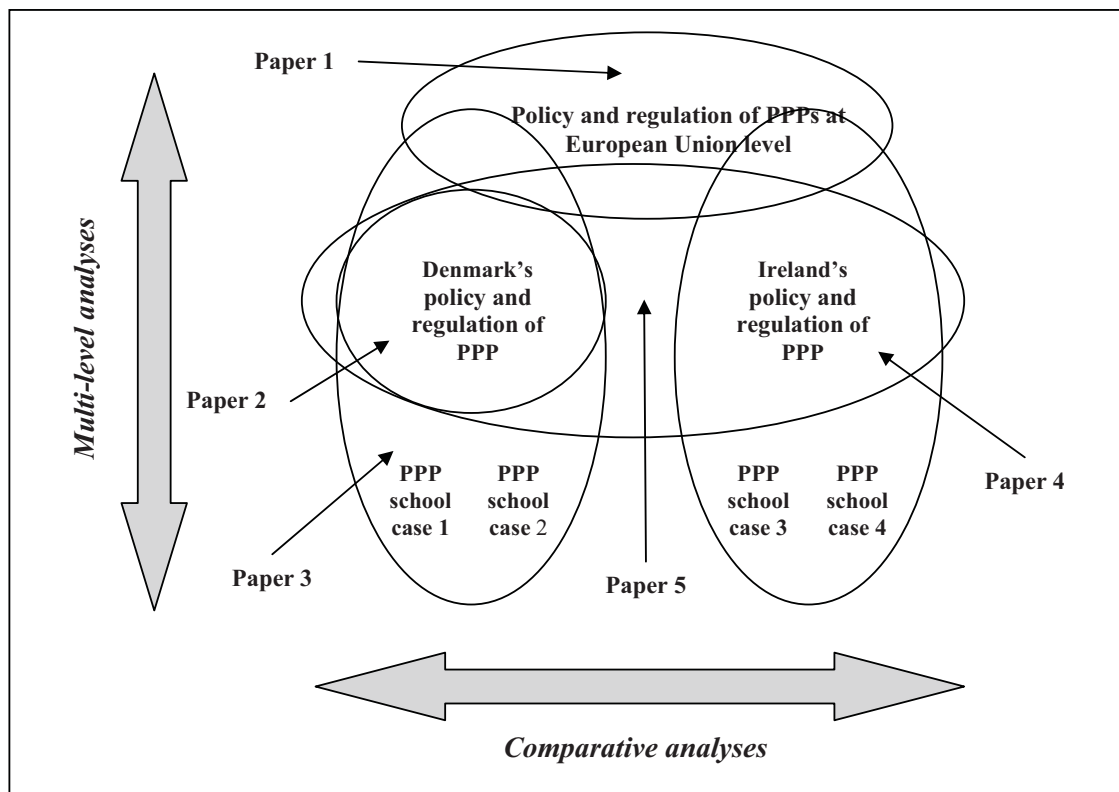 Paper 1
Policy and regulation of PPPs at
European Union level
Multi-level analyses
Denmark's
policy and
regulation of
PPP
Ireland's
policy and
regulation of
PPP
Paper 2
Paper 4
PPP
school
case 1
PPP
school
case 2
PPP
school
case 3
PPP
school
case 4
Paper 3
Paper 5
Comparative analyses